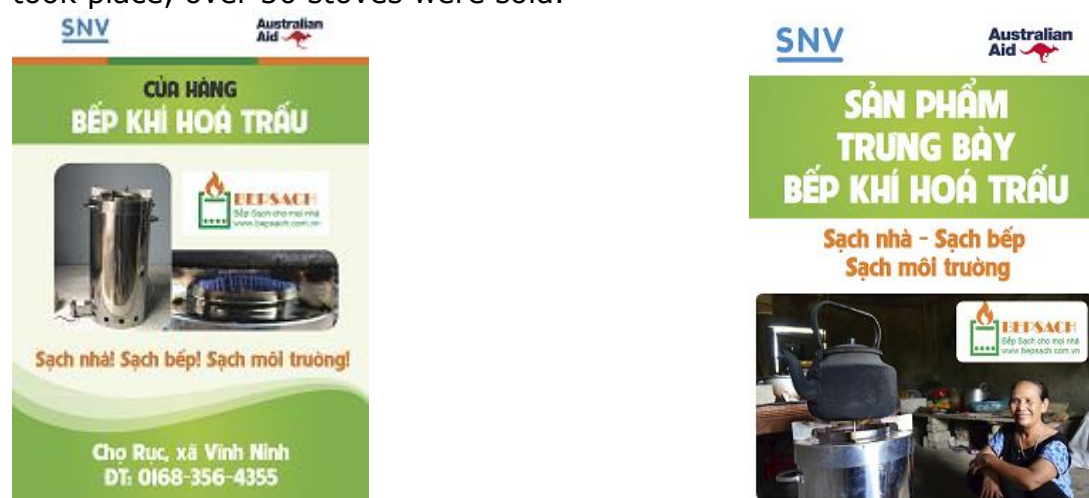 took place, over 50 stoves were sold.
SNV
Australian
Aid
CỬA HÀNG
BẾP KHÍ HOÁ TRẤU
BEPSACH
Bếp Sạch cho mọi nhà
www.bepsach.com.vn
Sạch nhà! Sạch bếp! Sạch môi trường!
Chợ Rục, xã Vĩnh Ninh
ĐT: 0168-356-4355
SNV
Australian
Aid
SẢN PHẨM
TRƯNG BÀY
BẾP KHÍ HOÁ TRẤU
Sạch nhà - Sạch bếp
Sạch môi trường
BEPSACH
Bếp Sạch cho mọi nhà
www.bepsach.com.vn